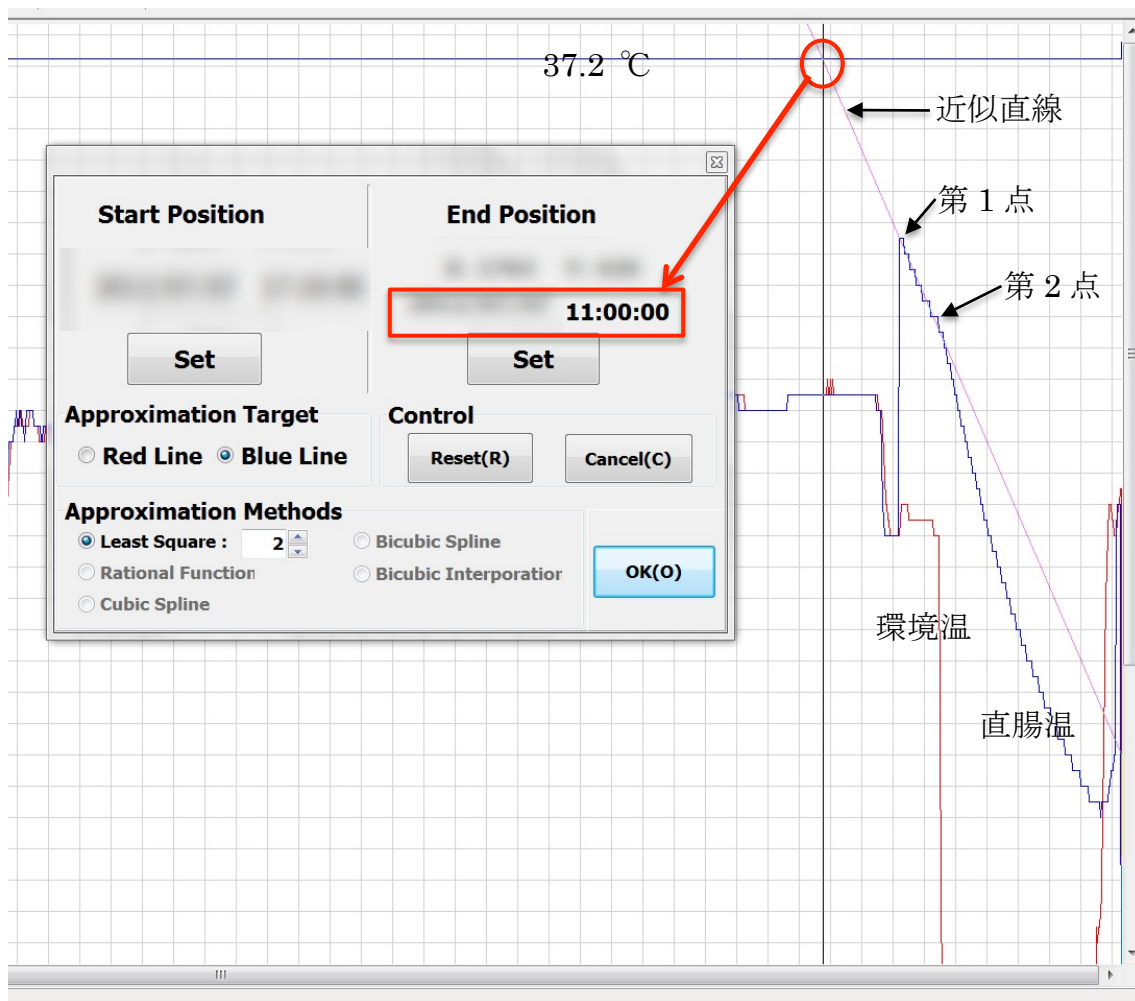 37.2 ℃
近似直線
第 1 点
第 2 点
Start Position
End Position
11:00:00
Set
Set
Approximation Target
Red Line
Blue Line
Control
Reset(R)
Cancel(C)
Approximation Methods
Least Square :
2
Bicubic Spline
Rational Function
Bicubic Interporation
Cubic Spline
OK(O)
環境温
直腸温